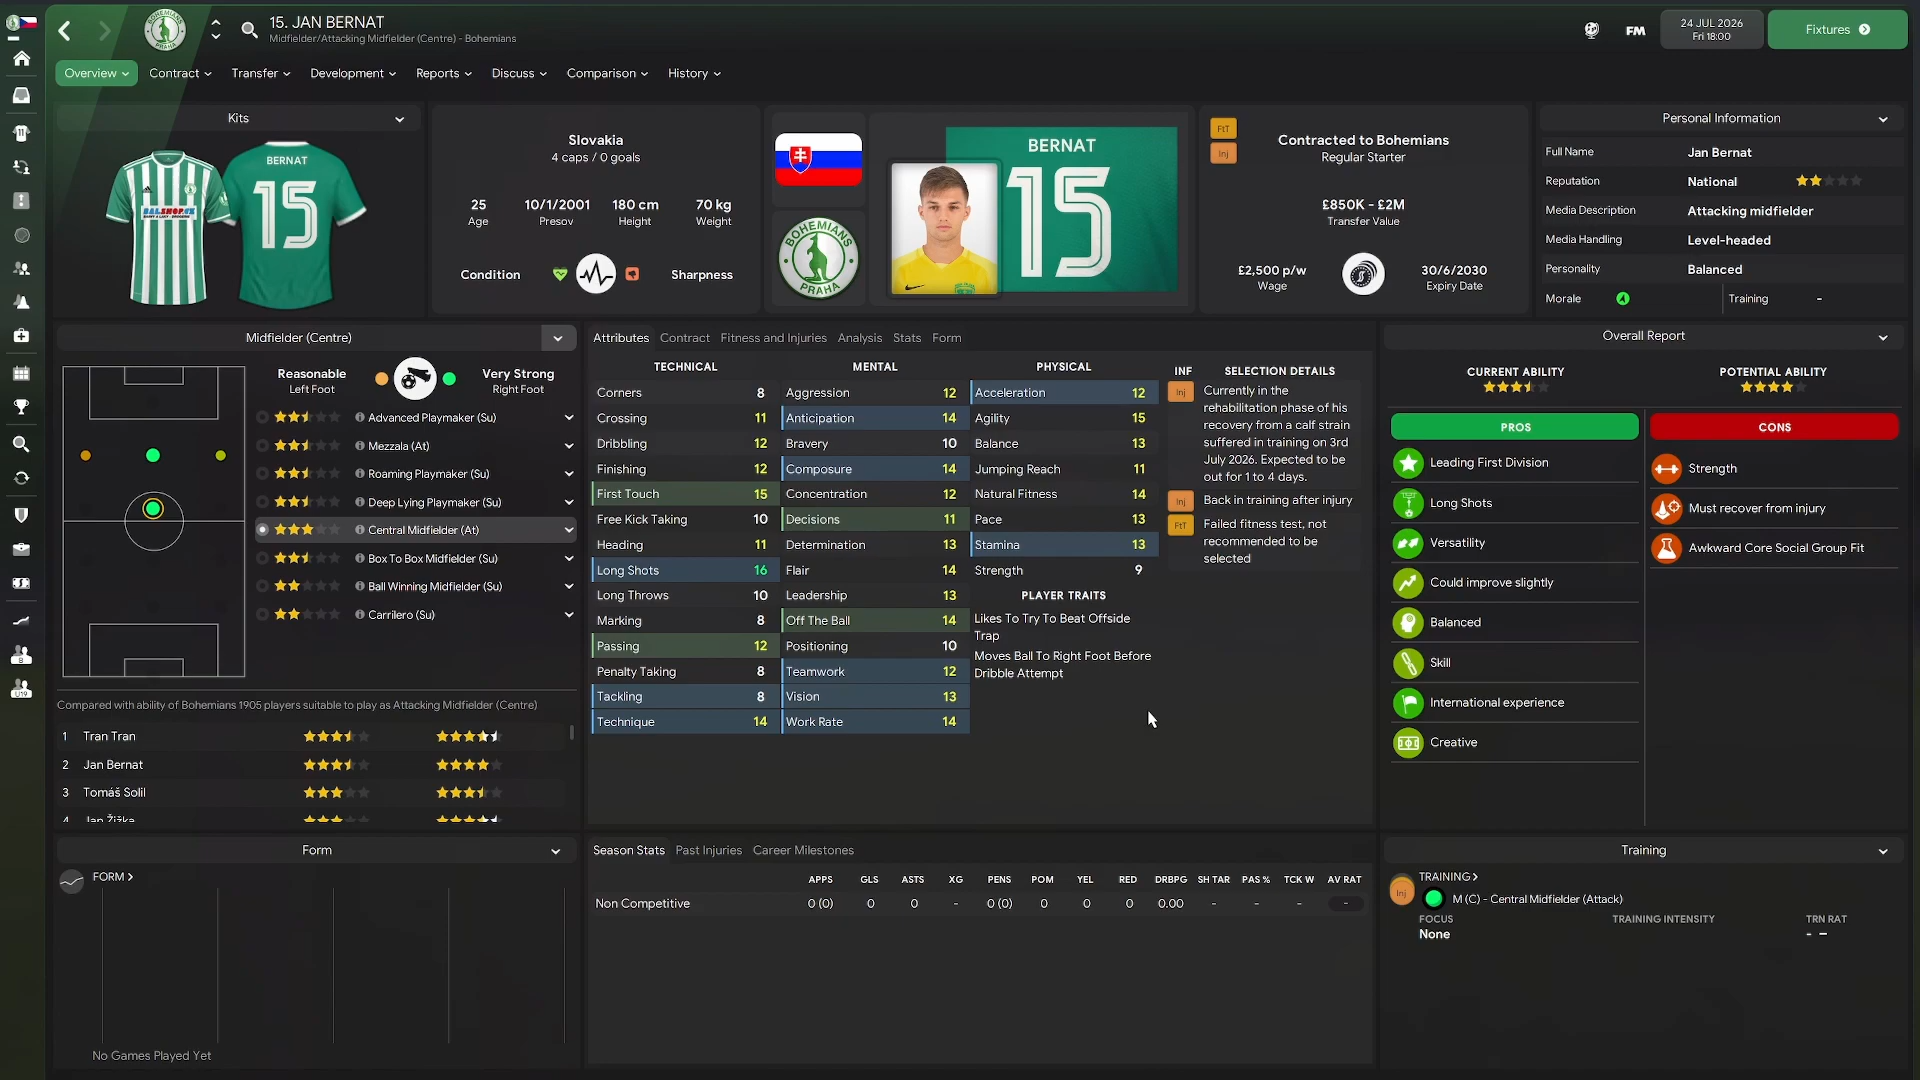 15. JAN BERNAT
Midfielder/Attacking Midfielder (Centre) - Bohemians
FM
24 JUL 2026
Fri 18:00
Fixtures
Overview
Contract
Transfer
Development
Reports
Discuss
Comparison
History
Kits
BERNAT
15
Slovakia
4 caps / 0 goals
25
Age
10/1/2001
Presov
180 cm
Height
70 kg
Weight
Condition
Sharpness
BOHEMIANS
PRAHA
BERNAT
15
FtT
Inj
Contracted to Bohemians
Regular Starter
£850K - £2M
Transfer Value
£2,500 p/w
Wage
30/6/2030
Expiry Date
Personal Information
Full Name Jan Bernat
Reputation National
Media Description Attacking midfielder
Media Handling Level-headed
Personality Balanced
Morale
Training -
Midfielder (Centre)
Reasonable
Left Foot
Very Strong
Right Foot
Advanced Playmaker (Su)
Mezzala (At)
Roaming Playmaker (Su)
Deep Lying Playmaker (Su)
Central Midfielder (At)
Box To Box Midfielder (Su)
Ball Winning Midfielder (Su)
Carrilero (Su)
Compared with ability of Bohemians 1905 players suitable to play as Attacking Midfielder (Centre)
1 Tran Tran
2 Jan Bernat
3 Tomáš Solil
4 Jan Žižka
Attributes
Contract
Fitness and Injuries
Analysis
Stats
Form
TECHNICAL
Corners 8
Crossing 11
Dribbling 12
Finishing 12
First Touch 15
Free Kick Taking 10
Heading 11
Long Shots 16
Long Throws 10
Marking 8
Passing 12
Penalty Taking 8
Tackling 8
Technique 14
MENTAL
Aggression 12
Anticipation 14
Bravery 10
Composure 14
Concentration 12
Decisions 11
Determination 13
Flair 14
Leadership 13
Off The Ball 14
Positioning 10
Teamwork 12
Vision 13
Work Rate 14
PHYSICAL
Acceleration 12
Agility 15
Balance 13
Jumping Reach 11
Natural Fitness 14
Pace 13
Stamina 13
Strength 9
PLAYER TRAITS
Likes To Try To Beat Offside
Trap
Moves Ball To Right Foot Before
Dribble Attempt
INF SELECTION DETAILS
Inj Currently in the
rehabilitation phase of his
recovery from a calf strain
suffered in training on 3rd
July 2026. Expected to be
out for 1 to 4 days.
Inj Back in training after injury
FtT Failed fitness test, not
recommended to be
selected
Overall Report
CURRENT ABILITY
POTENTIAL ABILITY
PROS
Leading First Division
Long Shots
Versatility
Could improve slightly
Balanced
Skill
International experience
Creative
CONS
Strength
Must recover from injury
Awkward Core Social Group Fit
Form
FORM >
No Games Played Yet
Season Stats
Past Injuries
Career Milestones
APPS GLS ASTS XG PENS POM YEL RED DRBPG SH TAR PAS % TCK W AV RAT
Non Competitive 0 (0) 0 0 - 0 (0) 0 0 0 0.00 - - - -
Training
Inj
TRAINING >
M (C) - Central Midfielder (Attack)
FOCUS
None
TRAINING INTENSITY
TRN RAT
- -